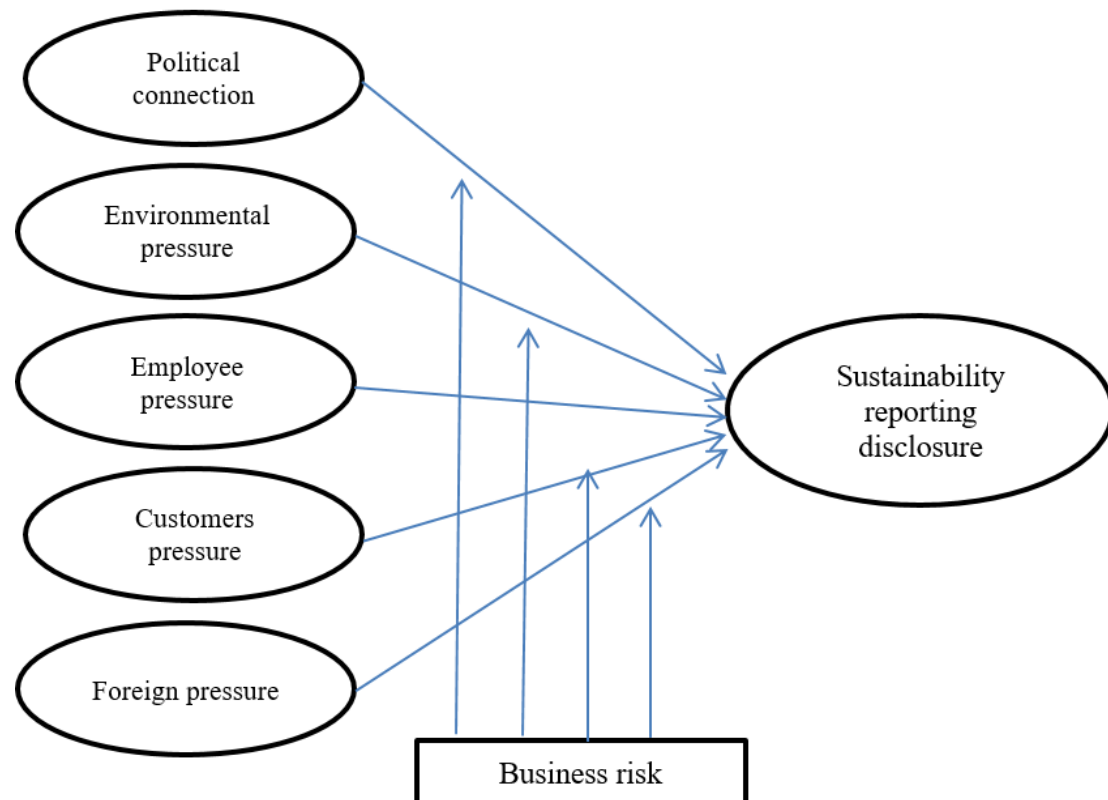 Political
connection
Environmental
pressure
Employee
pressure
Customers
pressure
Foreign pressure
Sustainability
reporting
disclosure
Business risk